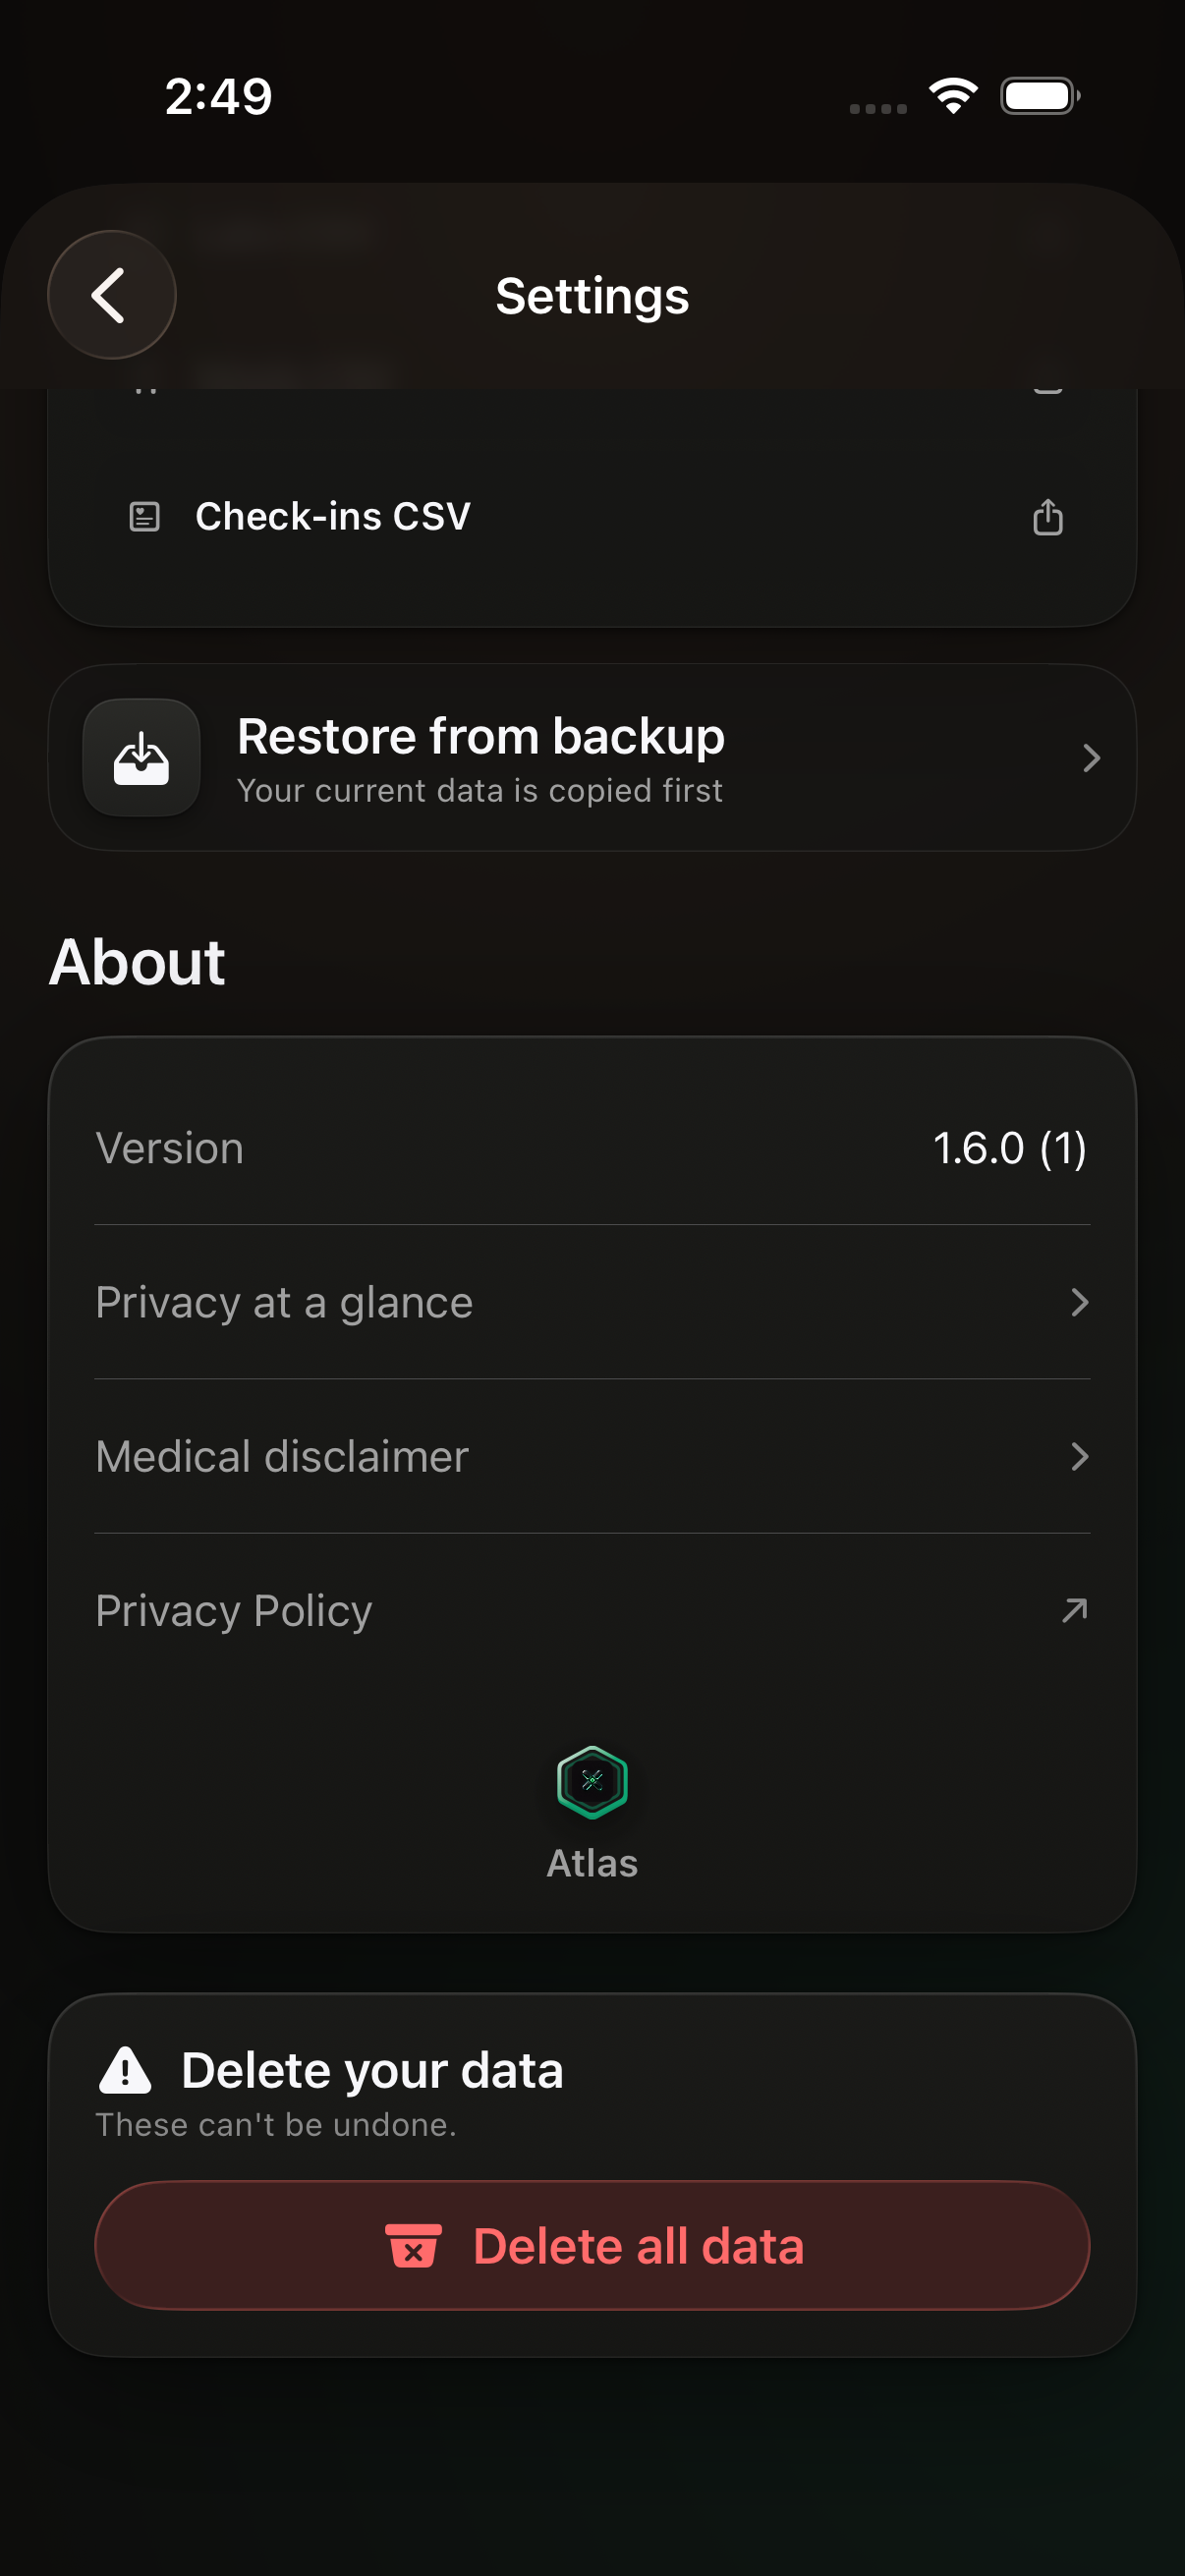 2:49
Settings
Check-ins CSV
Restore from backup
Your current data is copied first
About
Version
1.6.0 (1)
Privacy at a glance
Medical disclaimer
Privacy Policy
Atlas
Delete your data
These can't be undone.
Delete all data